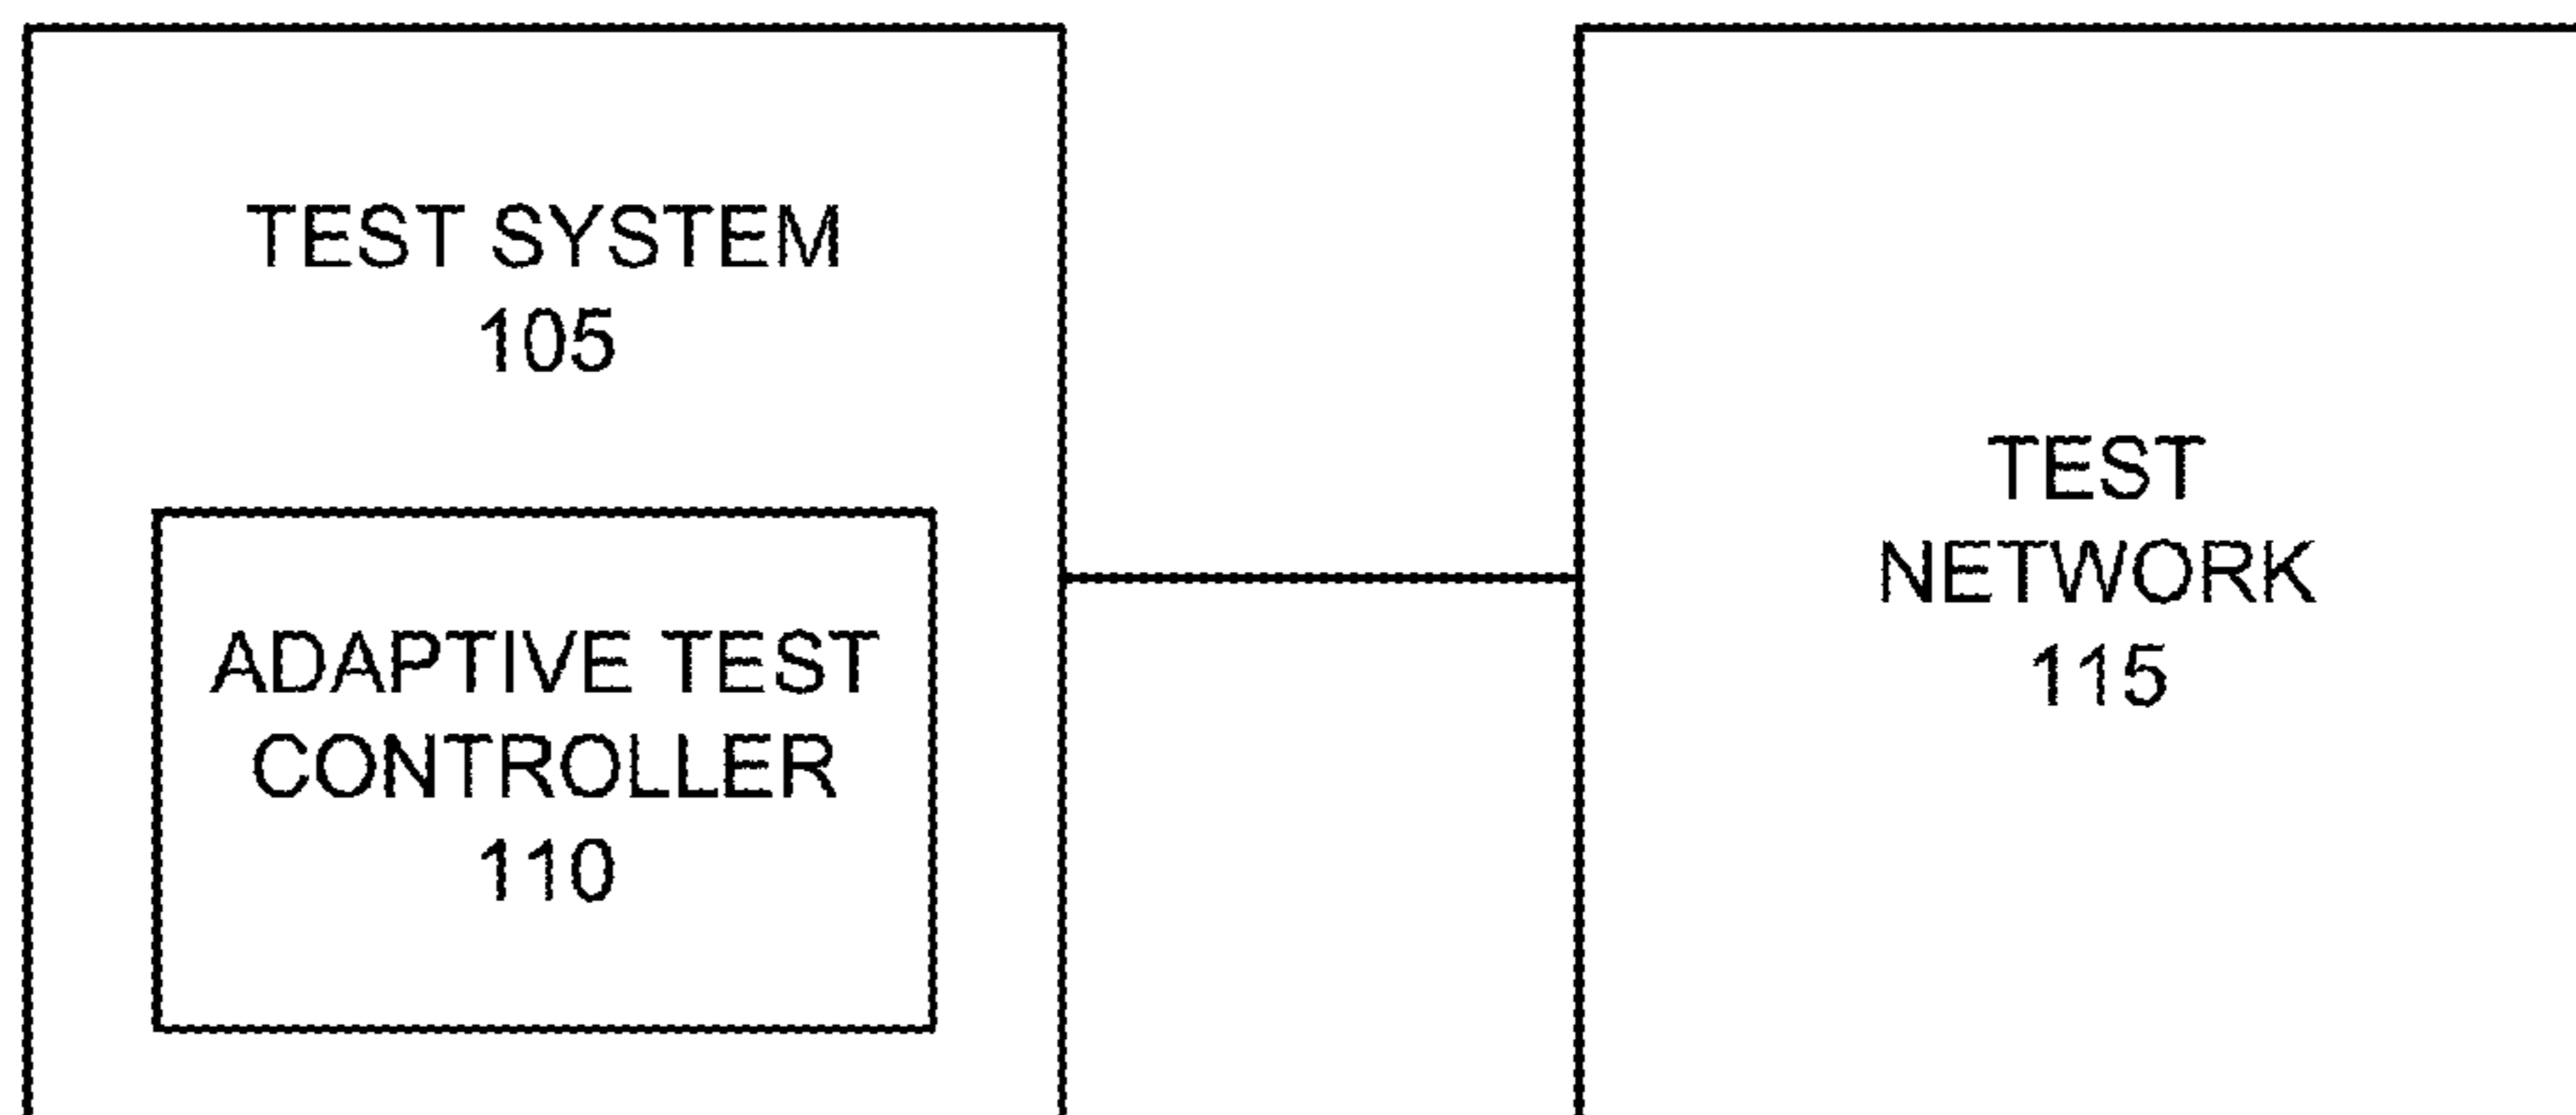 TEST SYSTEM
105
ADAPTIVE TEST
CONTROLLER
110
TEST
NETWORK
115